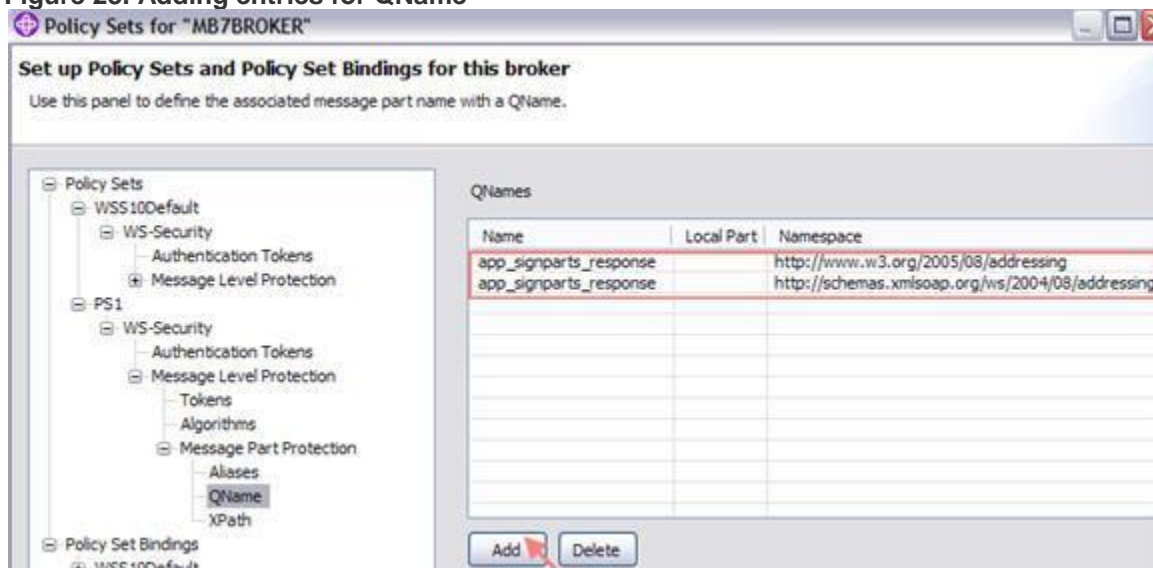 Figure 25. Adding entries for QName
Policy Sets for "MB7BROKER"
Set up Policy Sets and Policy Set Bindings for this broker
Use this panel to define the associated message part name with a QName.
Policy Sets
WSS10Default
WS-Security
Authentication Tokens
Message Level Protection
PS1
WS-Security
Authentication Tokens
Message Level Protection
Tokens
Algorithms
Message Part Protection
Aliases
QName
XPath
Policy Set Bindings
WSS10Default
QNames
Name Local Part Namespace
app_signparts_response http://www.w3.org/2005/08/addressing
app_signparts_response http://schemas.xmlsoap.org/ws/2004/08/addressing
Add Delete